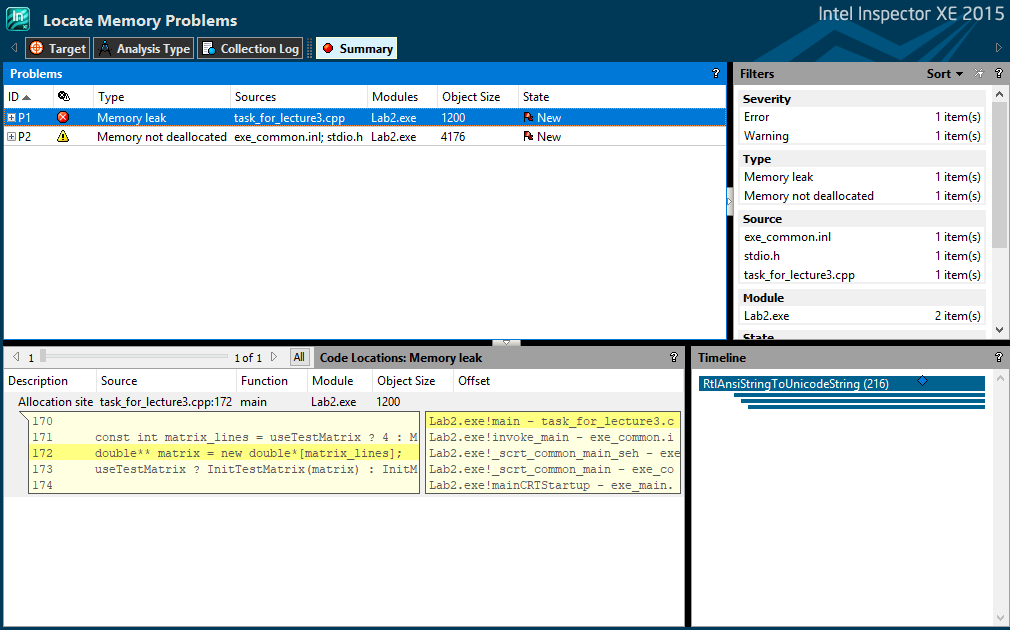 Locate Memory Problems
Intel Inspector XE 2015
Target Analysis Type Collection Log Summary
Problems ?
ID Type Sources Modules Object Size State
P1 Memory leak task_for_lecture3.cpp Lab2.exe 1200 New
P2 Memory not deallocated exe_common.inl; stdio.h Lab2.exe 4176 New
Filters Sort ?
Severity
Error 1 item(s)
Warning 1 item(s)
Type
Memory leak 1 item(s)
Memory not deallocated 1 item(s)
Source
exe_common.inl 1 item(s)
stdio.h 1 item(s)
task_for_lecture3.cpp 1 item(s)
Module
Lab2.exe 2 item(s)
State
1 1 of 1 All Code Locations: Memory leak ?
Description Source Function Module Object Size Offset
Allocation site task_for_lecture3.cpp:172 main Lab2.exe 1200
170
171 const int matrix_lines = useTestMatrix ? 4 : M
172 double** matrix = new double*[matrix_lines];
173 useTestMatrix ? InitTestMatrix(matrix) : InitM
174
Lab2.exe!main - task_for_lecture3.c
Lab2.exe!invoke_main - exe_common.i
Lab2.exe!_scrt_common_main_seh - exe
Lab2.exe!_scrt_common_main - exe_co
Lab2.exe!mainCRTStartup - exe_main.
Timeline ?
RtlAnsiStringToUnicodeString (216)